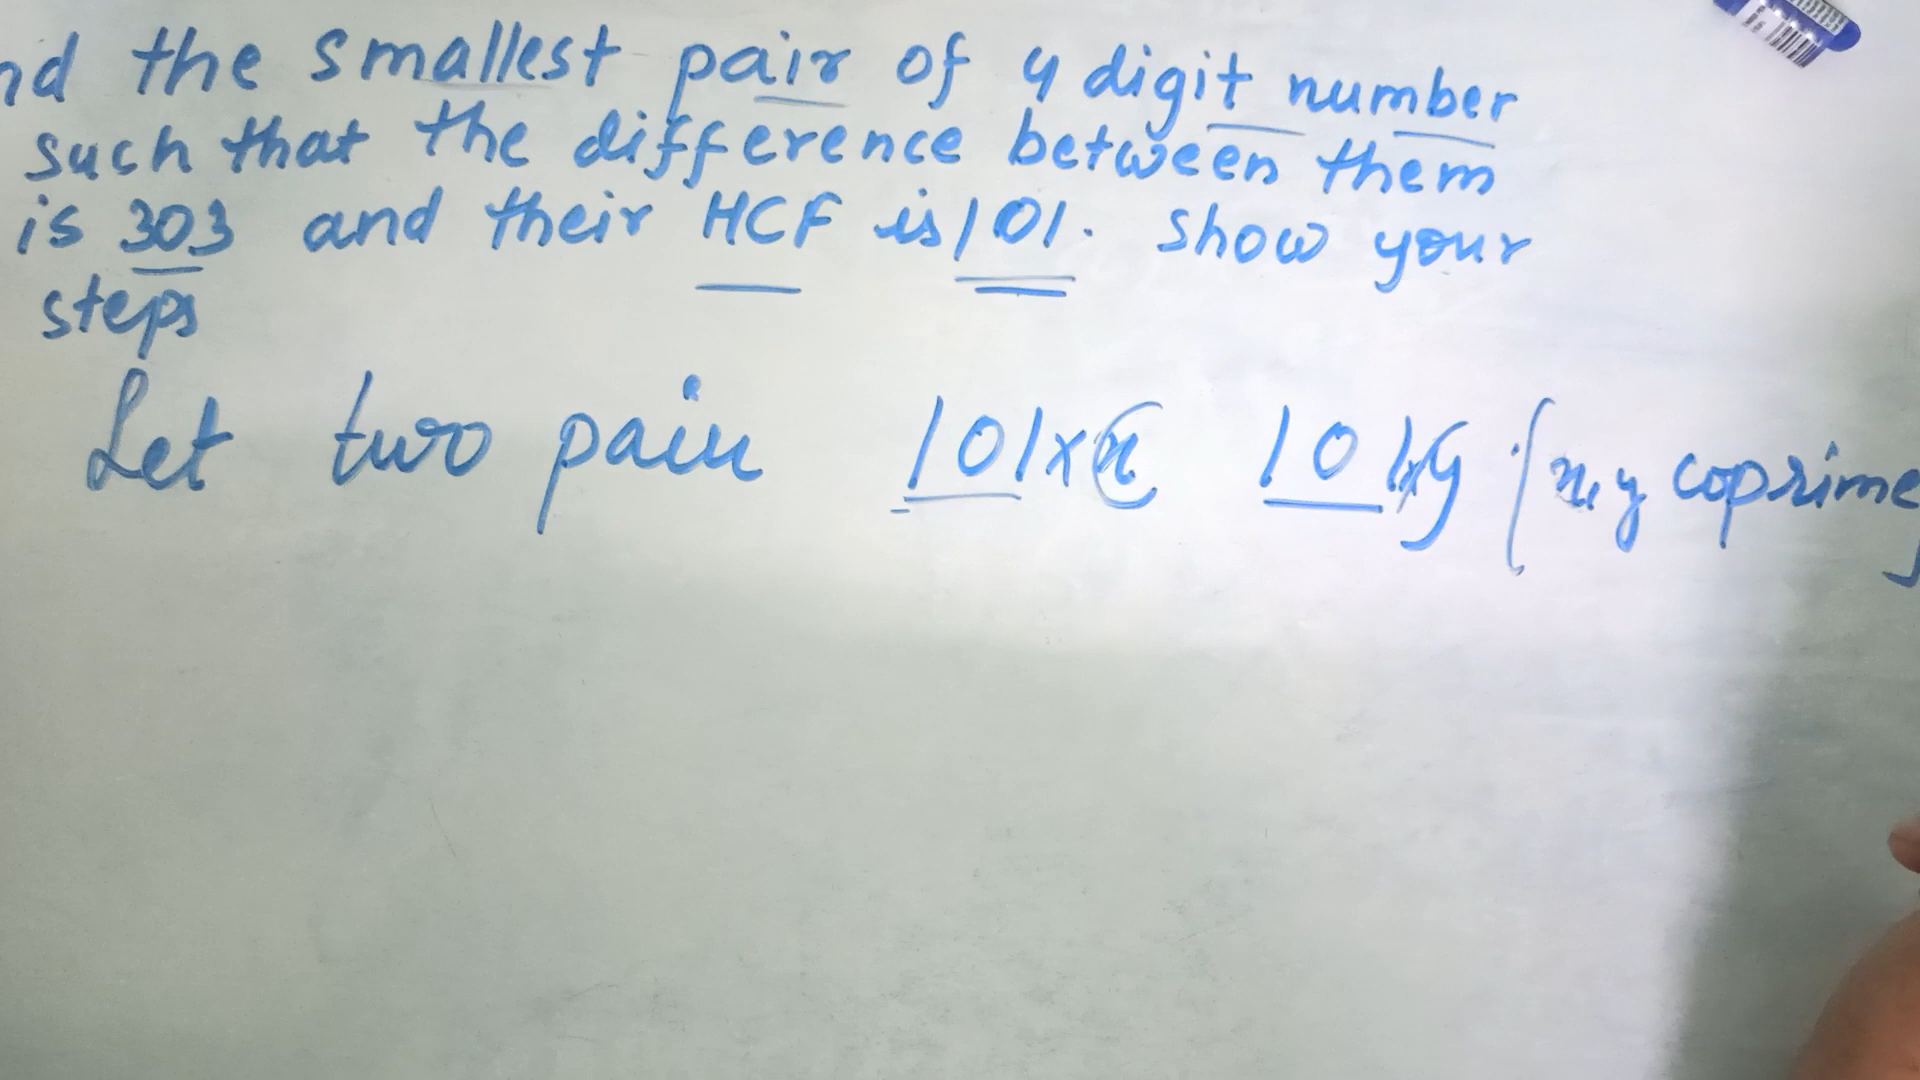 nd the smallest pair of 4 digit number
such that the difference between them
is 303 and their HCF is 101. show your
steps
Let two pair 101xx 101xy {x,y coprime}